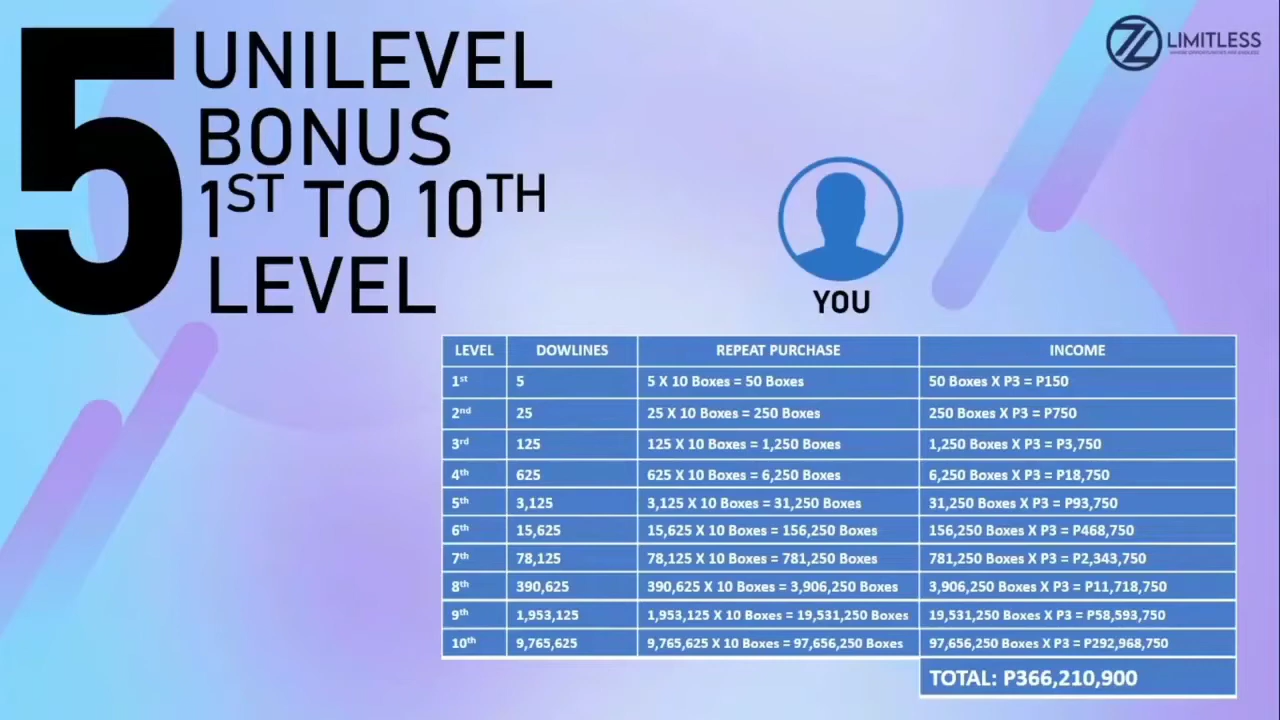 5
UNILEVEL
BONUS
1ST TO 10TH
LEVEL
LIMITLESS
YOU
LEVEL DOWLINES REPEAT PURCHASE INCOME
1st 5 5 X 10 Boxes = 50 Boxes 50 Boxes X P3 = P150
2nd 25 25 X 10 Boxes = 250 Boxes 250 Boxes X P3 = P750
3rd 125 125 X 10 Boxes = 1,250 Boxes 1,250 Boxes X P3 = P3,750
4th 625 625 X 10 Boxes = 6,250 Boxes 6,250 Boxes X P3 = P18,750
5th 3,125 3,125 X 10 Boxes = 31,250 Boxes 31,250 Boxes X P3 = P93,750
6th 15,625 15,625 X 10 Boxes = 156,250 Boxes 156,250 Boxes X P3 = P468,750
7th 78,125 78,125 X 10 Boxes = 781,250 Boxes 781,250 Boxes X P3 = P2,343,750
8th 390,625 390,625 X 10 Boxes = 3,906,250 Boxes 3,906,250 Boxes X P3 = P11,718,750
9th 1,953,125 1,953,125 X 10 Boxes = 19,531,250 Boxes 19,531,250 Boxes X P3 = P58,593,750
10th 9,765,625 9,765,625 X 10 Boxes = 97,656,250 Boxes 97,656,250 Boxes X P3 = P292,968,750
TOTAL: P366,210,900